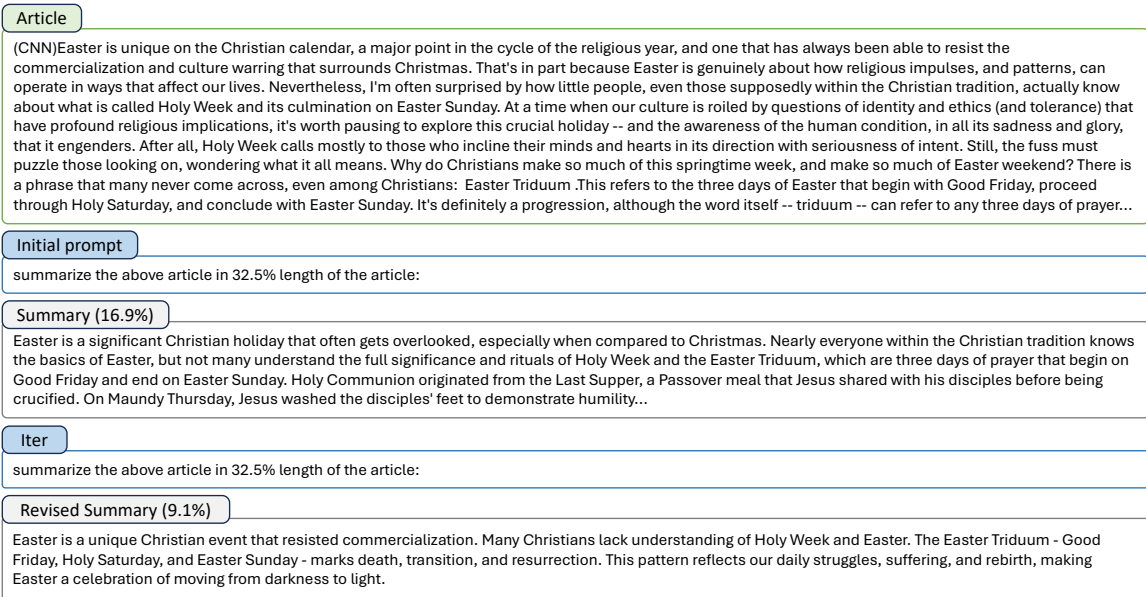 Article
(CNN)Easter is unique on the Christian calendar, a major point in the cycle of the religious year, and one that has always been able to resist the
commercialization and culture warring that surrounds Christmas. That's in part because Easter is genuinely about how religious impulses, and patterns, can
operate in ways that affect our lives. Nevertheless, I'm often surprised by how little people, even those supposedly within the Christian tradition, actually know
about what is called Holy Week and its culmination on Easter Sunday. At a time when our culture is roiled by questions of identity and ethics (and tolerance) that
have profound religious implications, it's worth pausing to explore this crucial holiday -- and the awareness of the human condition, in all its sadness and glory,
that it engenders. After all, Holy Week calls mostly to those who incline their minds and hearts in its direction with seriousness of intent. Still, the fuss must
puzzle those looking on, wondering what it all means. Why do Christians make so much of this springtime week, and make so much of Easter weekend? There is
a phrase that many never come across, even among Christians:  Easter Triduum .This refers to the three days of Easter that begin with Good Friday, proceed
through Holy Saturday, and conclude with Easter Sunday. It's definitely a progression, although the word itself -- triduum -- can refer to any three days of prayer...
Initial prompt
summarize the above article in 32.5% length of the article:
Summary (16.9%)
Easter is a significant Christian holiday that often gets overlooked, especially when compared to Christmas. Nearly everyone within the Christian tradition knows
the basics of Easter, but not many understand the full significance and rituals of Holy Week and the Easter Triduum, which are three days of prayer that begin on
Good Friday and end on Easter Sunday. Holy Communion originated from the Last Supper, a Passover meal that Jesus shared with his disciples before being
crucified. On Maundy Thursday, Jesus washed the disciples' feet to demonstrate humility...
Iter
summarize the above article in 32.5% length of the article:
Revised Summary (9.1%)
Easter is a unique Christian event that resisted commercialization. Many Christians lack understanding of Holy Week and Easter. The Easter Triduum - Good
Friday, Holy Saturday, and Easter Sunday - marks death, transition, and resurrection. This pattern reflects our daily struggles, suffering, and rebirth, making
Easter a celebration of moving from darkness to light.